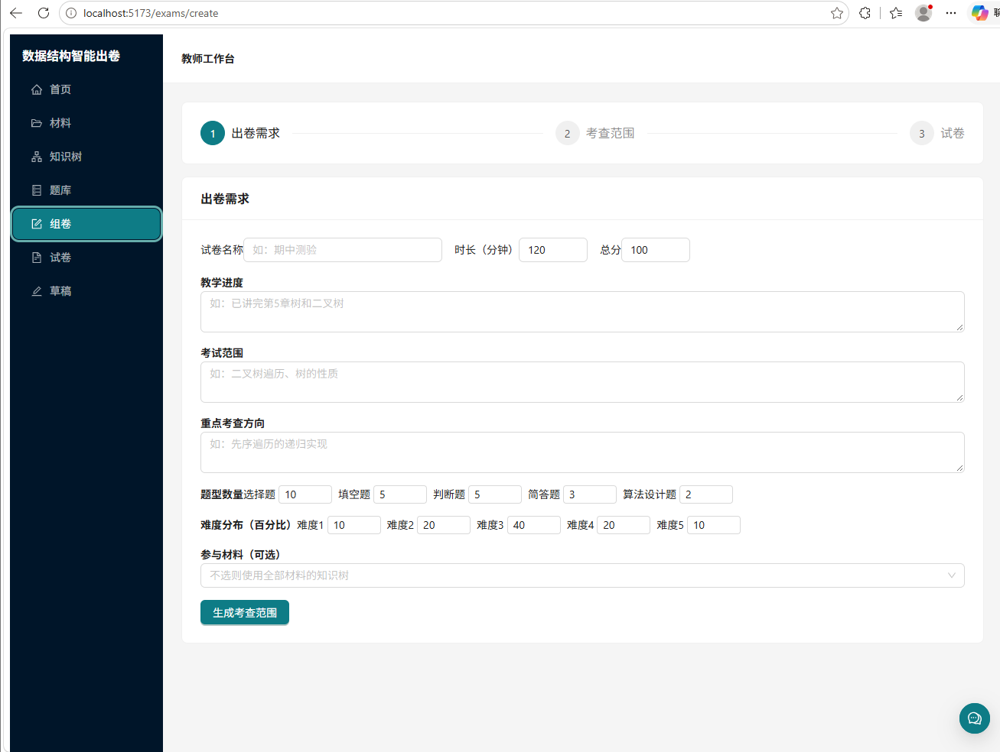 localhost:5173/exams/create
数据结构智能出卷
首页
材料
知识树
题库
组卷
试卷
草稿
教师工作台
1 出卷需求
2 考查范围
3 试卷
出卷需求
试卷名称 如：期中测验 时长（分钟） 120 总分 100
教学进度
如：已讲完第5章树和二叉树
考试范围
如：二叉树遍历、树的性质
重点考查方向
如：先序遍历的递归实现
题型数量选择题 10 填空题 5 判断题 5 简答题 3 算法设计题 2
难度分布（百分比）难度1 10 难度2 20 难度3 40 难度4 20 难度5 10
参与材料（可选）
不选则使用全部材料的知识树
生成考查范围